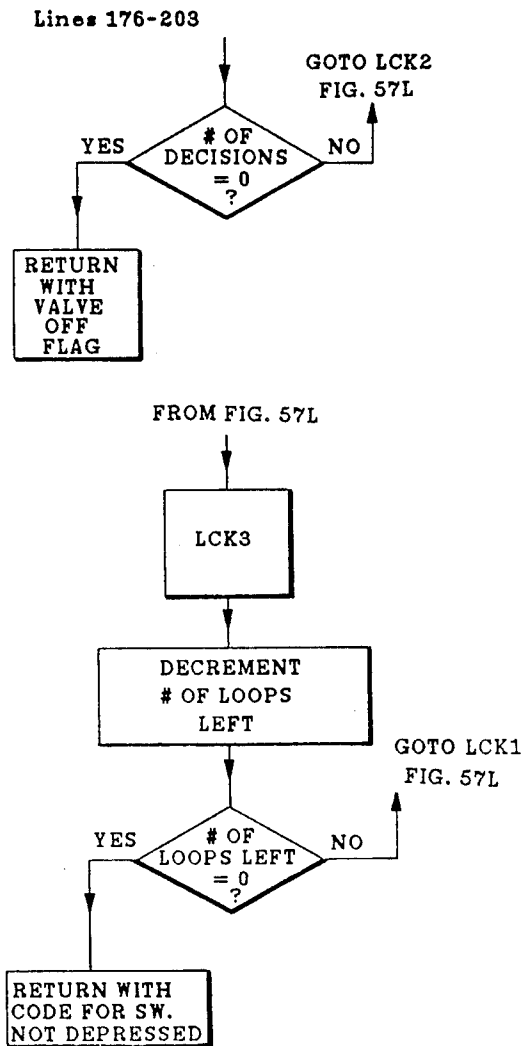 Lines 176-203
GOTO LCK2
FIG. 57L
YES
# OF
DECISIONS
= 0
?
NO
RETURN
WITH
VALVE
OFF
FLAG
FROM FIG. 57L
LCK3
DECREMENT
# OF LOOPS
LEFT
GOTO LCK1
FIG. 57L
YES
# OF
LOOPS LEFT
= 0
?
NO
RETURN WITH
CODE FOR SW.
NOT DEPRESSED